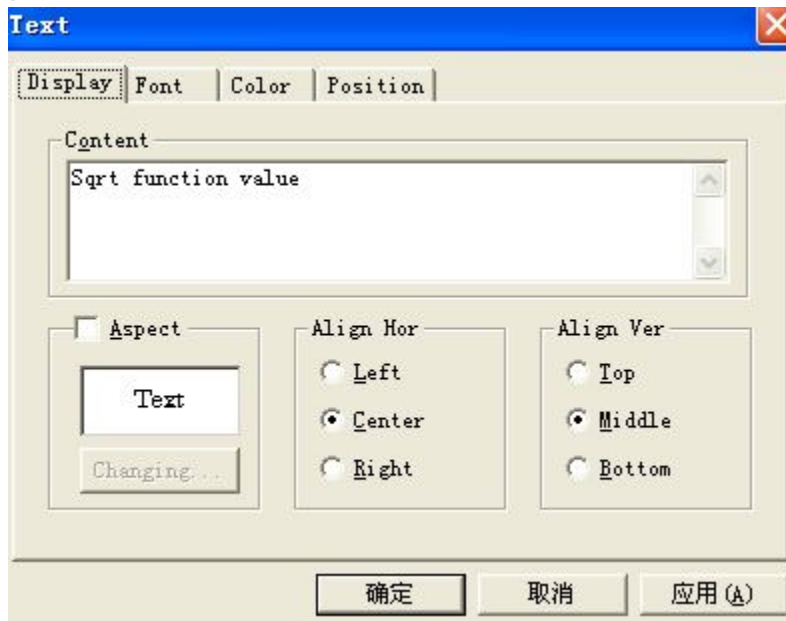 Text
Display Font Color Position
Content
Sqrt function value
Aspect Align Hor Align Ver
Text
Changing...
Left
Center
Right
Top
Middle
Bottom
确定 取消 应用(A)